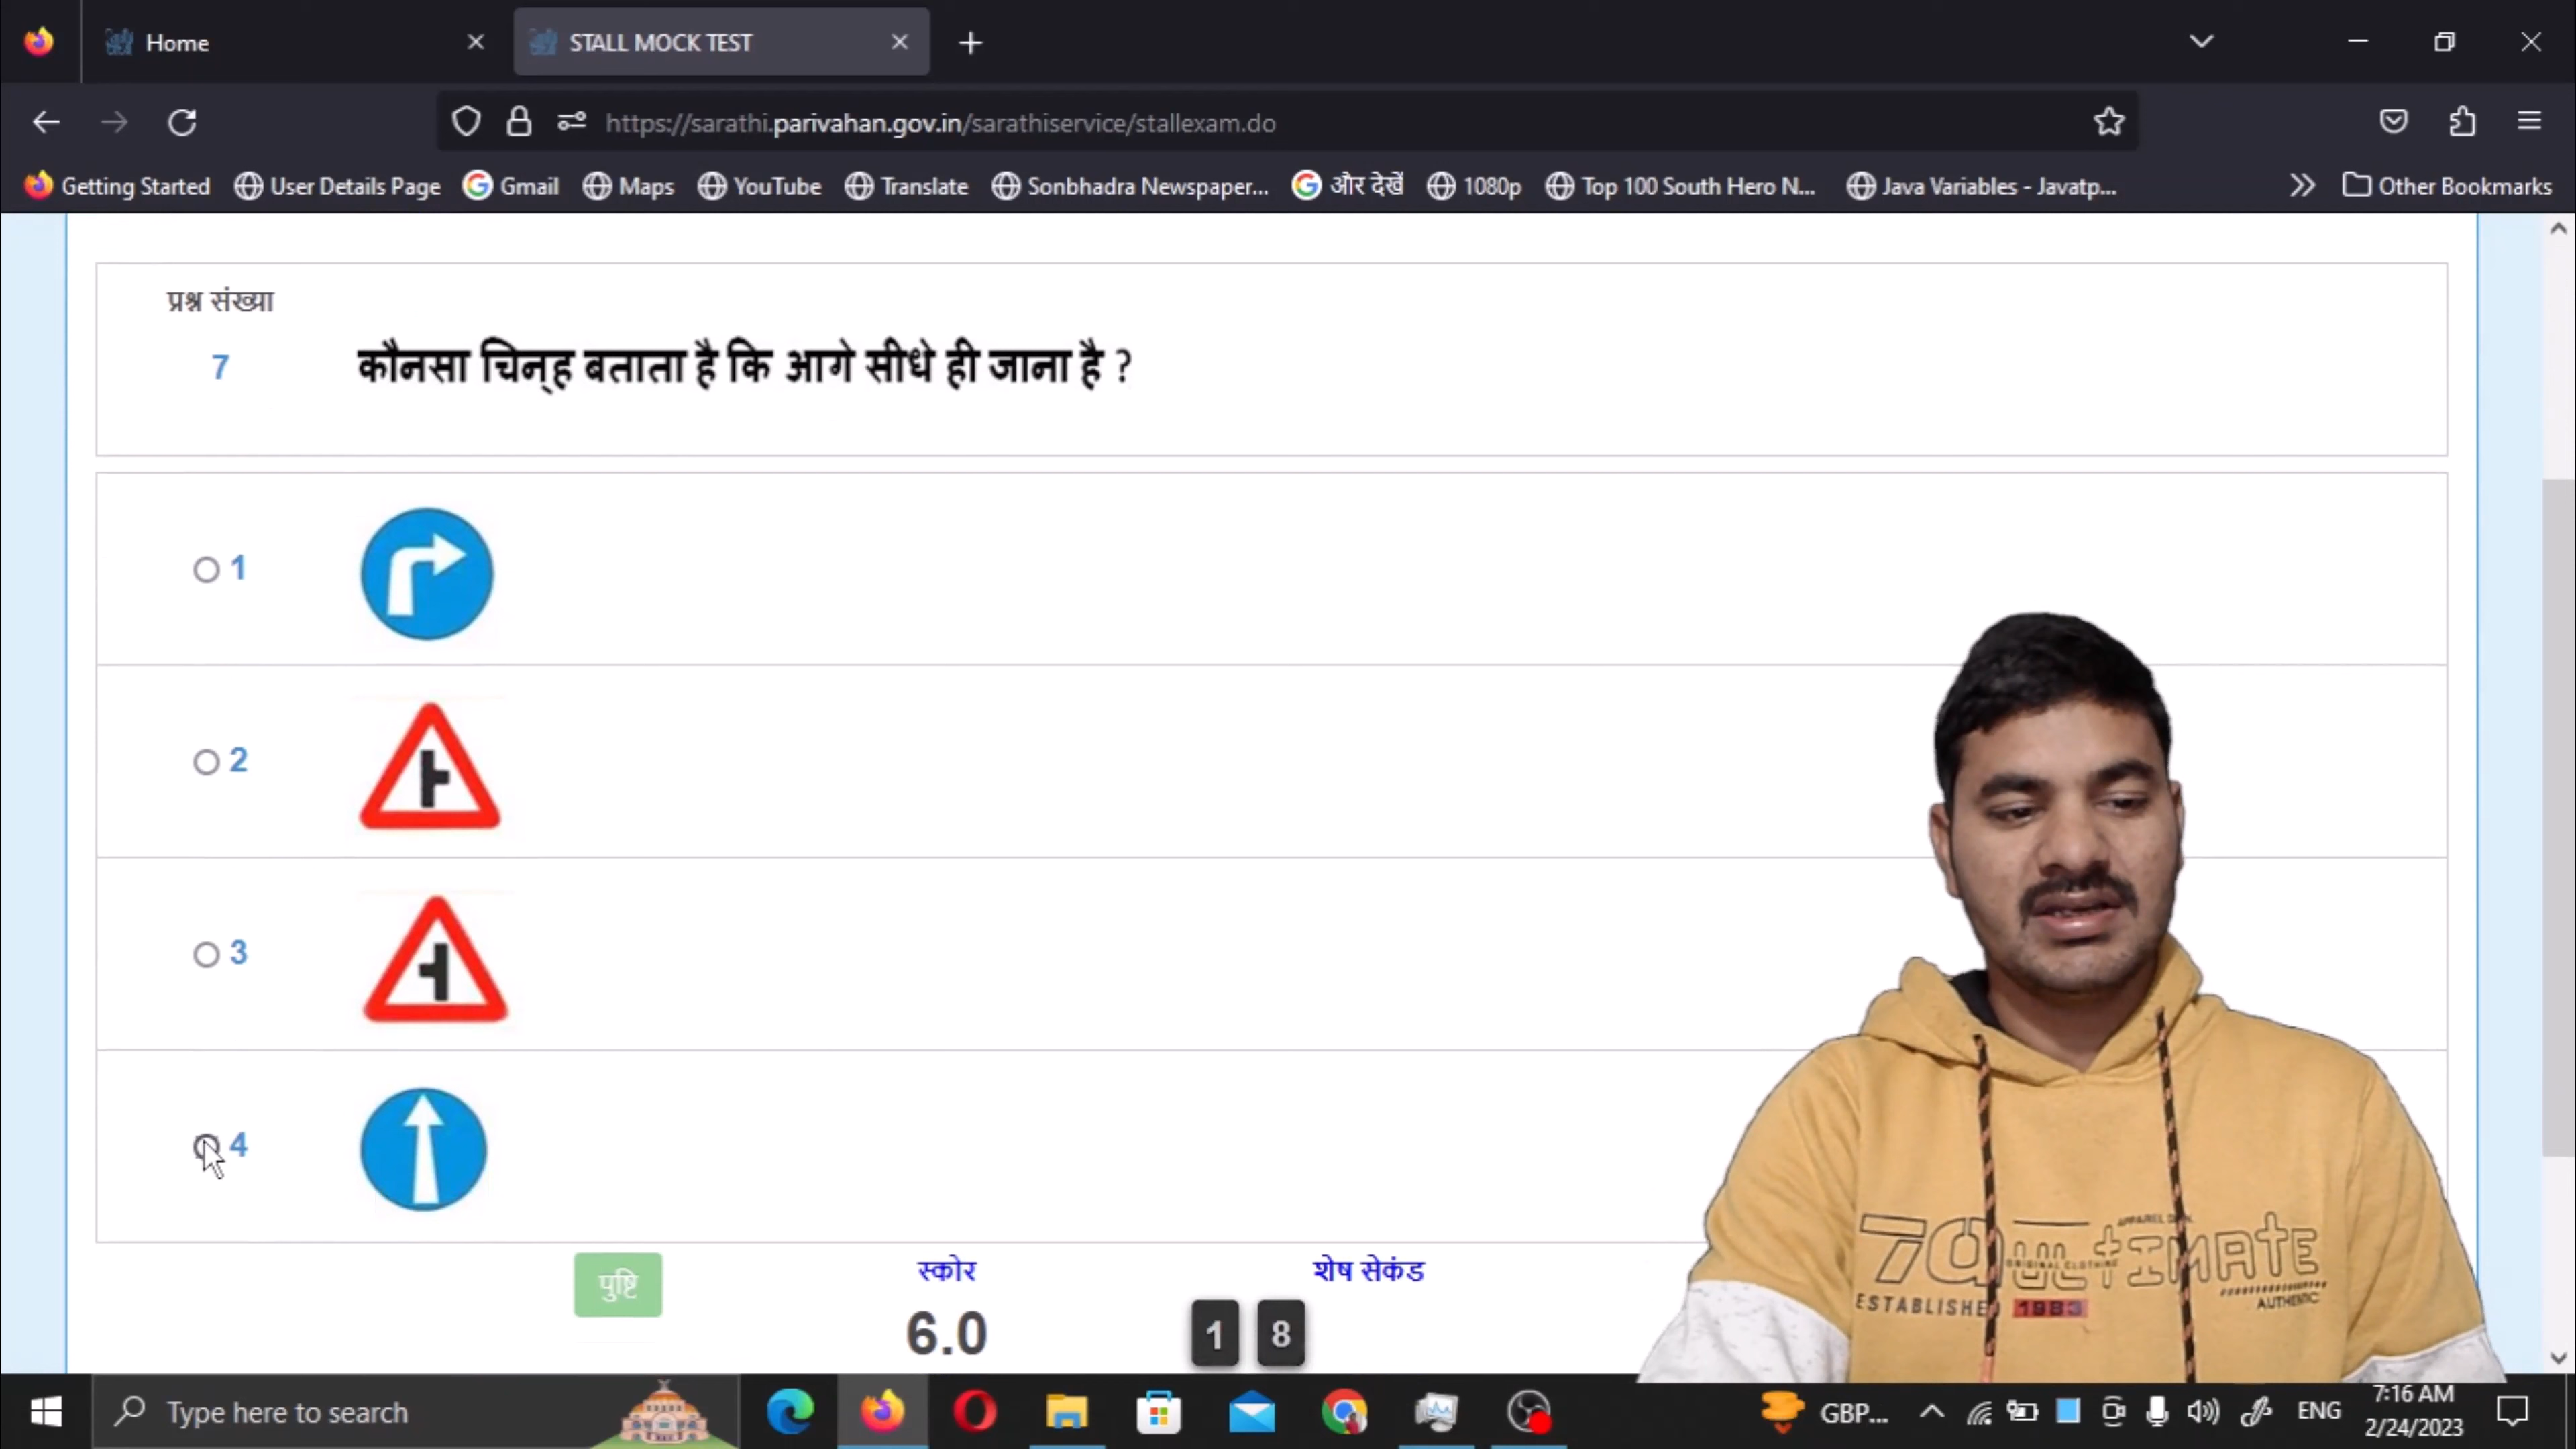 Home
STALL MOCK TEST
https://sarathi.parivahan.gov.in/sarathiservice/stallexam.do
Getting Started User Details Page Gmail Maps YouTube Translate Sonbhadra Newspaper... और देखें 1080p Top 100 South Hero N... Java Variables - Javatp... Other Bookmarks
प्रश्न संख्या
7 कौनसा चिन्ह बताता है कि आगे सीधे ही जाना है ?
1
2
3
4
पुष्टि स्कोर शेष सेकंड
6.0 1 8
ULTIMATE
ORIGINAL CLOTHING
ESTABLISHED 1983 AUTHENTIC
Type here to search GBP... ENG 7:16 AM
2/24/2023